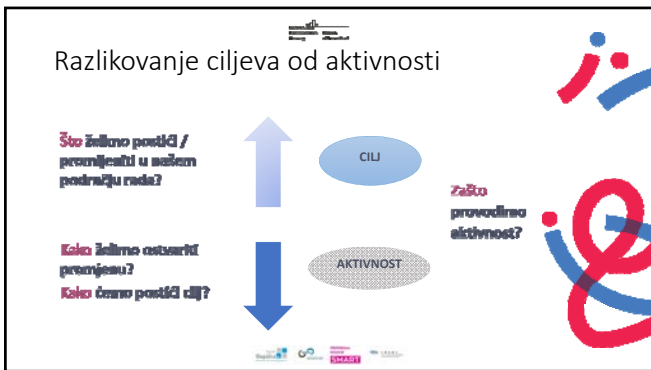 Razlikovanje ciljeva od aktivnosti
Što želimo postići /
promijeniti u našem
području rada?
CILJ
Zašto
provodimo
aktivnost?
Kako želimo ostvariti
promjenu?
Kako ćemo postići cilj?
AKTIVNOST
SMART